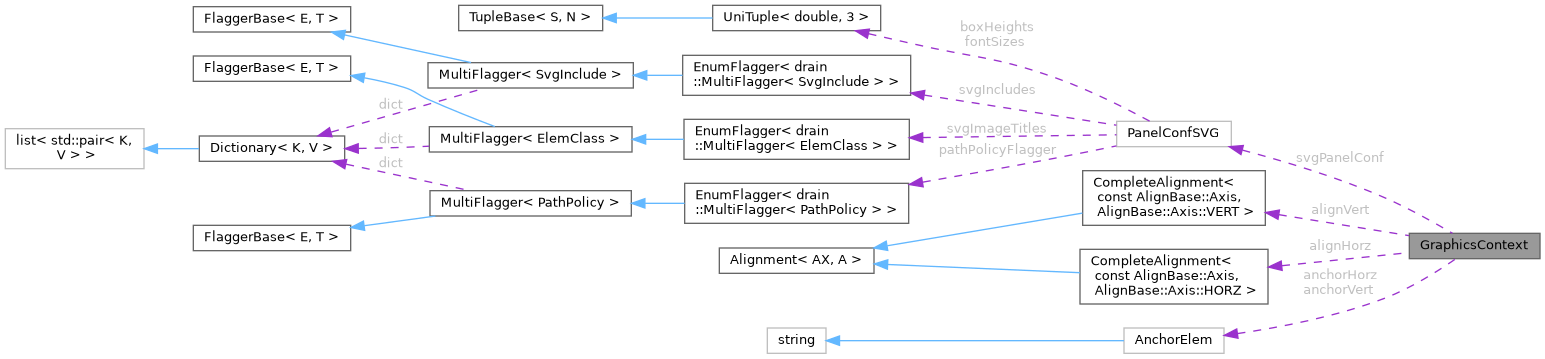 FlaggerBase< E, T >
TupleBase< S, N >
UniTuple< double, 3 >
boxHeights
fontSizes
FlaggerBase< E, T >
MultiFlagger< SvgInclude >
EnumFlagger< drain
::MultiFlagger< SvgInclude > >
svgIncludes
dict
list< std::pair< K,
V > >
Dictionary< K, V >
dict
MultiFlagger< ElemClass >
EnumFlagger< drain
::MultiFlagger< ElemClass > >
svgImageTitles
PanelConfSVG
pathPolicyFlagger
dict
svgPanelConf
MultiFlagger< PathPolicy >
EnumFlagger< drain
::MultiFlagger< PathPolicy > >
CompleteAlignment<
const AlignBase::Axis,
AlignBase::Axis::VERT >
alignVert
FlaggerBase< E, T >
GraphicsContext
alignHorz
Alignment< AX, A >
CompleteAlignment<
const AlignBase::Axis,
AlignBase::Axis::HORZ >
anchorHorz
anchorVert
string
AnchorElem